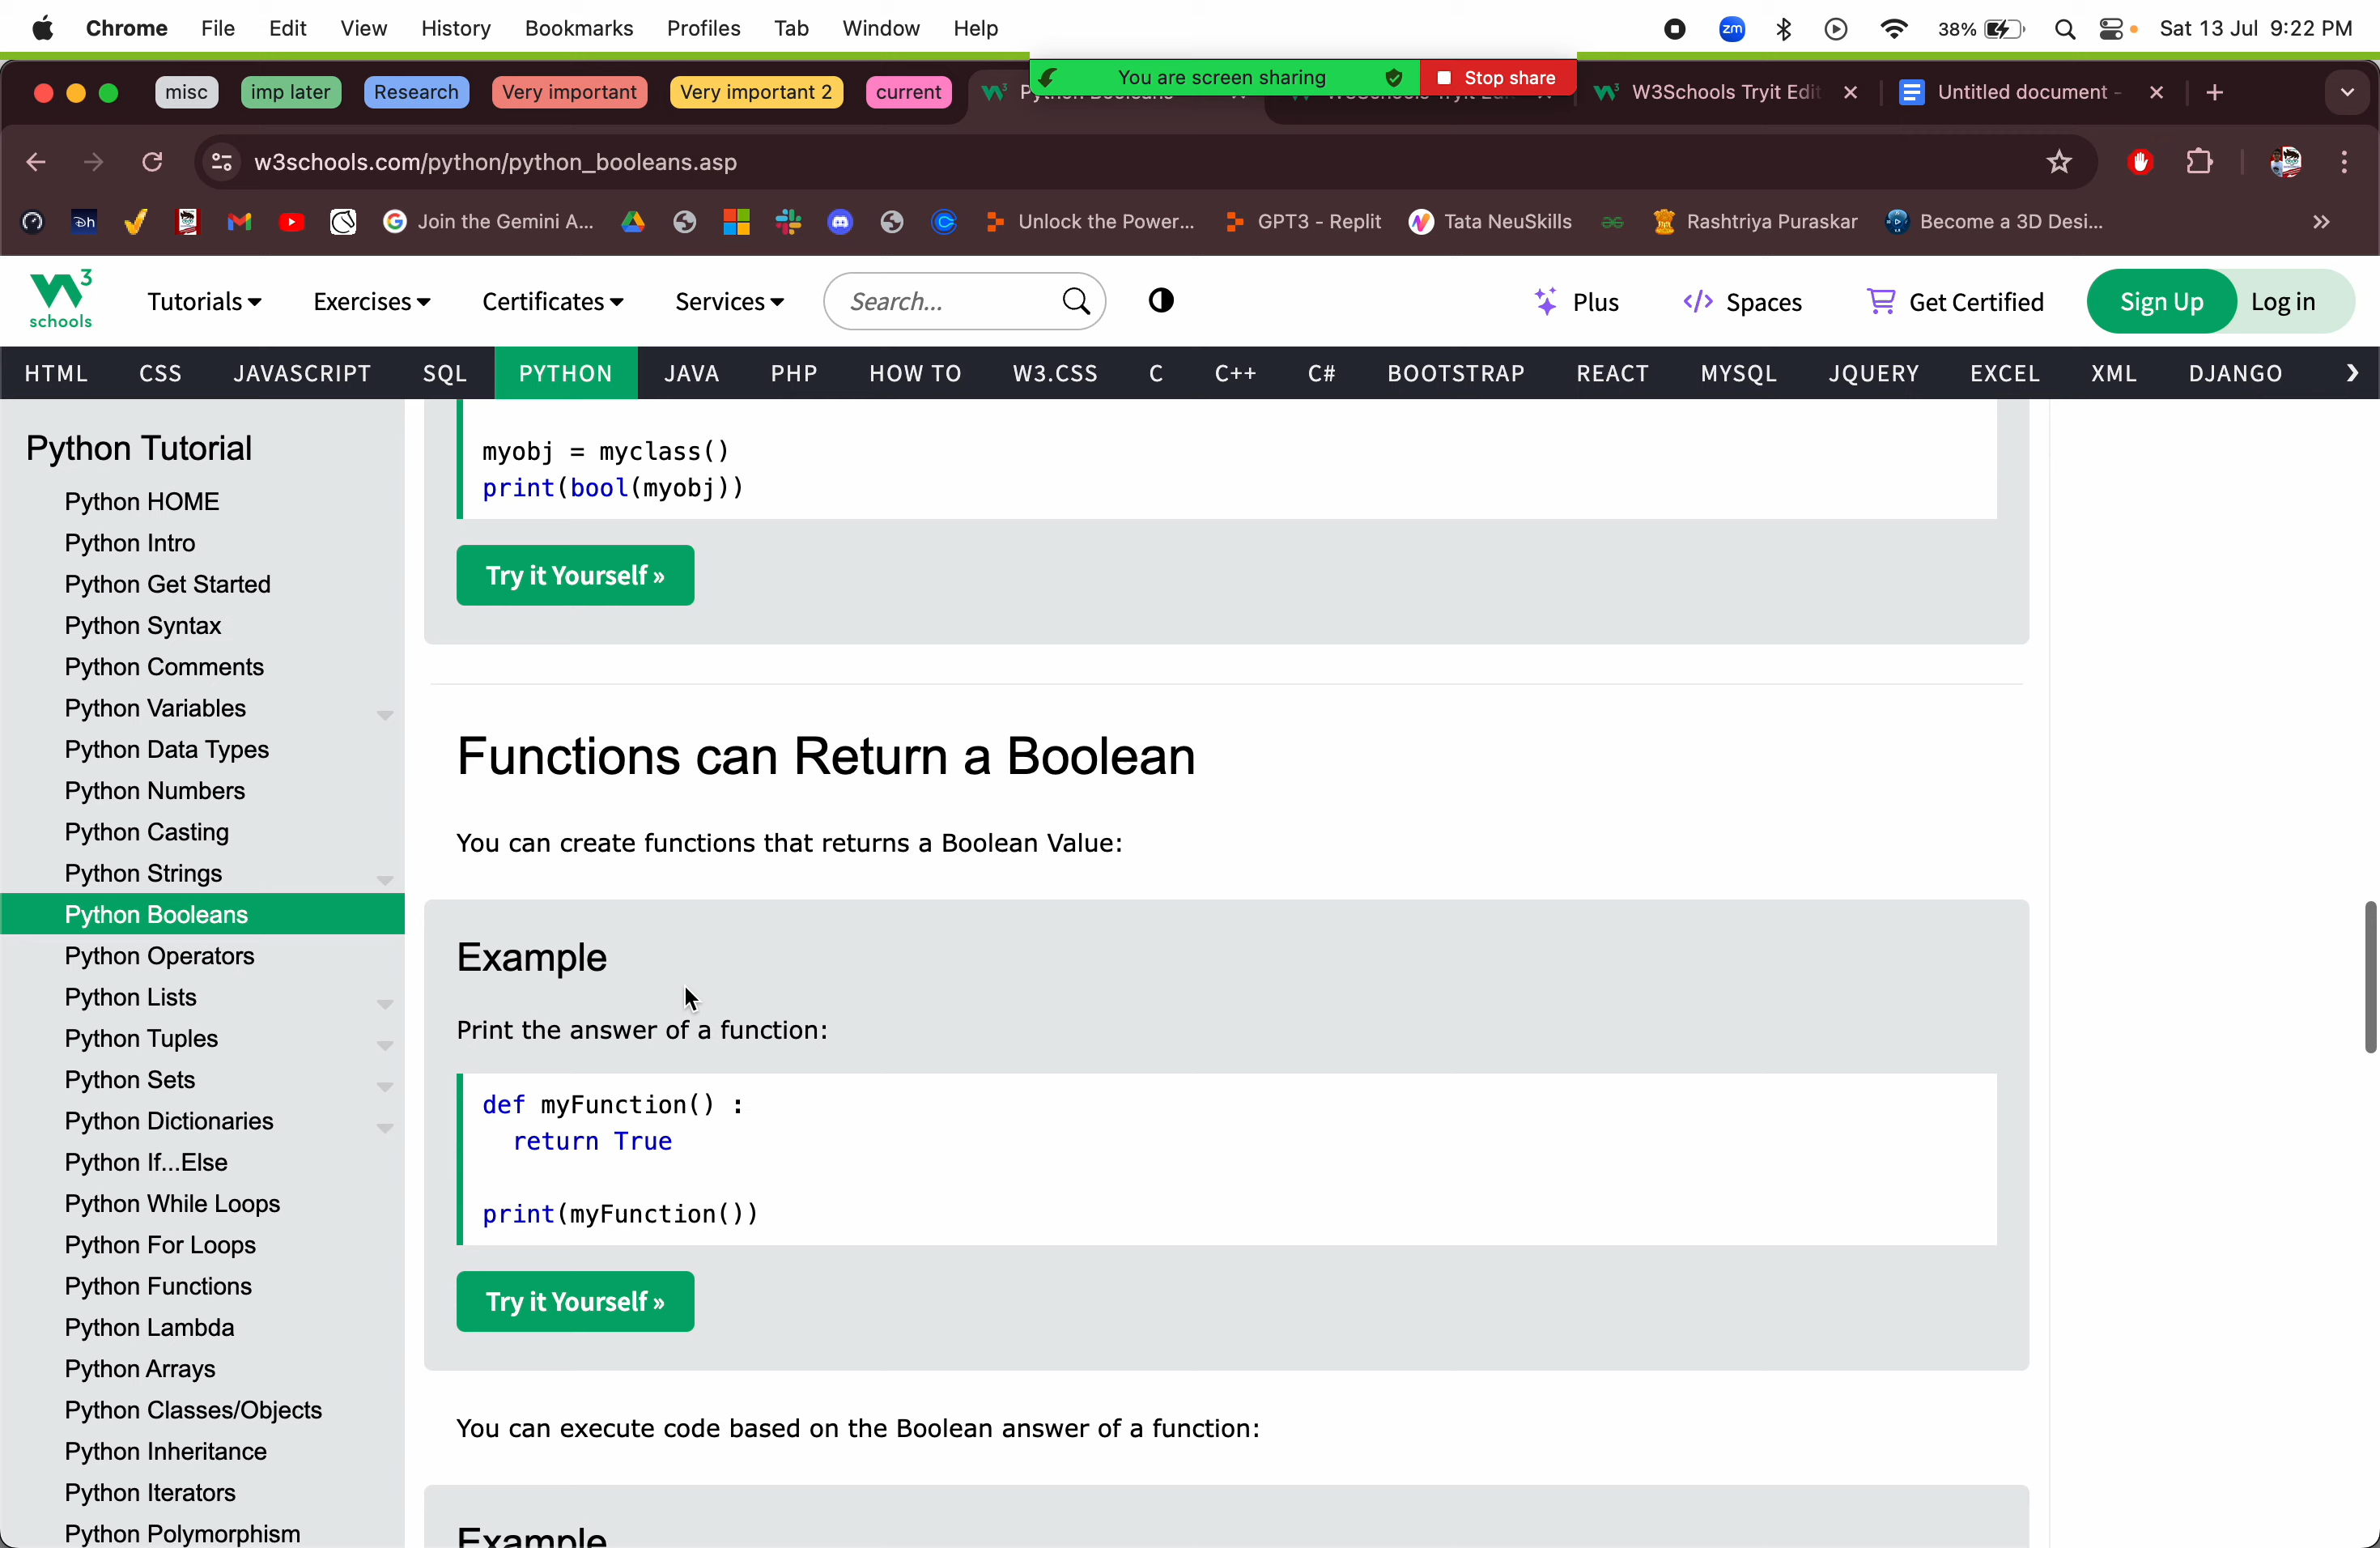 Chrome File Edit View History Bookmarks Profiles Tab Window Help zm 38% Sat 13 Jul 9:22 PM
You are screen sharing Stop share
misc imp later Research Very important Very important 2 current W3Schools Tryit Edit Untitled document -
w3schools.com/python/python_booleans.asp
Join the Gemini A... Unlock the Power... GPT3 - Replit Tata NeuSkills Rashtriya Puraskar Become a 3D Desi...
W3 schools Tutorials Exercises Certificates Services Search... Plus Spaces Get Certified Sign Up Log in
HTML CSS JAVASCRIPT SQL PYTHON JAVA PHP HOW TO W3.CSS C C++ C# BOOTSTRAP REACT MYSQL JQUERY EXCEL XML DJANGO
Python Tutorial
Python HOME
Python Intro
Python Get Started
Python Syntax
Python Comments
Python Variables
Python Data Types
Python Numbers
Python Casting
Python Strings
Python Booleans
Python Operators
Python Lists
Python Tuples
Python Sets
Python Dictionaries
Python If...Else
Python While Loops
Python For Loops
Python Functions
Python Lambda
Python Arrays
Python Classes/Objects
Python Inheritance
Python Iterators
Python Polymorphism
myobj = myclass()
print(bool(myobj))
Try it Yourself »
Functions can Return a Boolean
You can create functions that returns a Boolean Value:
Example
Print the answer of a function:
def myFunction() :
return True
print(myFunction())
Try it Yourself »
You can execute code based on the Boolean answer of a function:
Example